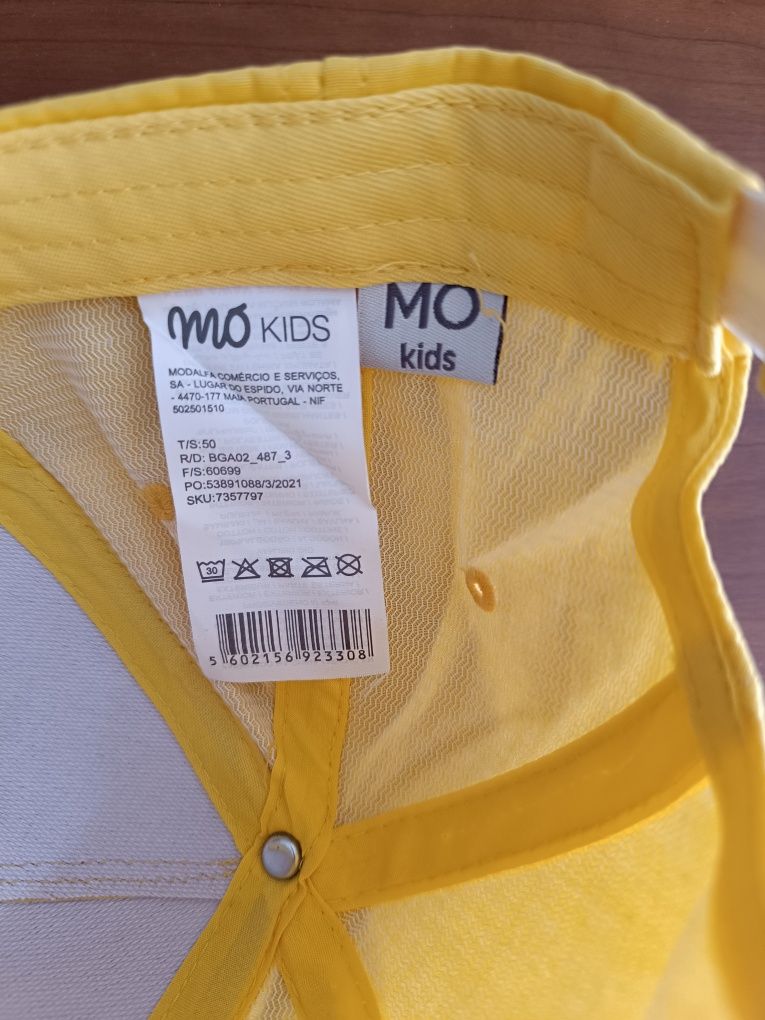 mó KIDS
MO
kids
MODALFA COMÉRCIO E SERVIÇOS,
SA - LUGAR DO ESPIDO, VIA NORTE
- 4470-177 MAIA PORTUGAL - NIF
502501510
T/S:50
R/D: BGA02_487_3
F/S:60699
PO:53891088/3/2021
SKU:7357797
30
5 602156 923308